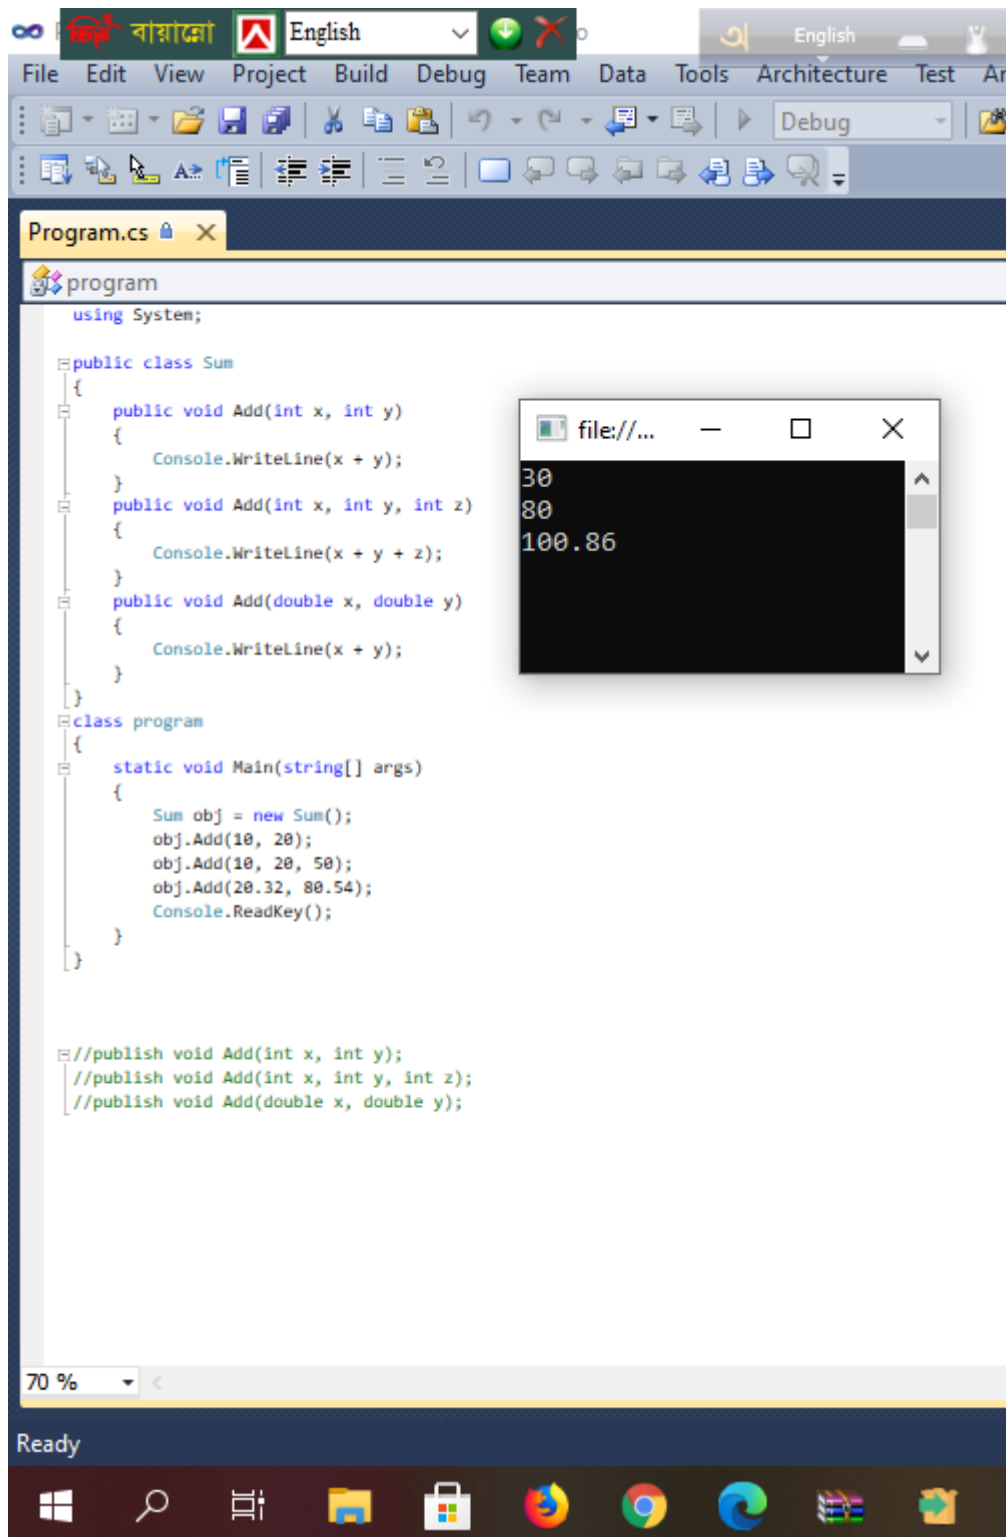 বিজয় বায়ান্নো English
English
File Edit View Project Build Debug Team Data Tools Architecture Test
Debug
Program.cs
program
using System;
public class Sum
{
public void Add(int x, int y)
{
Console.WriteLine(x + y);
}
public void Add(int x, int y, int z)
{
Console.WriteLine(x + y + z);
}
public void Add(double x, double y)
{
Console.WriteLine(x + y);
}
}
class program
{
static void Main(string[] args)
{
Sum obj = new Sum();
obj.Add(10, 20);
obj.Add(10, 20, 50);
obj.Add(20.32, 80.54);
Console.ReadKey();
}
}
//publish void Add(int x, int y);
//publish void Add(int x, int y, int z);
//publish void Add(double x, double y);
file://...
30
80
100.86
70 %
Ready